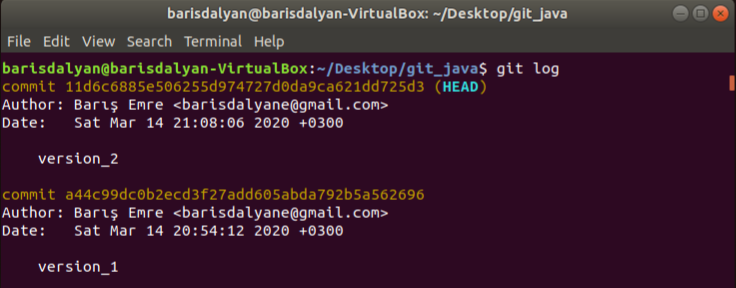 barisdalyan@barisdalyan-VirtualBox: ~/Desktop/git_java
File Edit View Search Terminal Help
barisdalyan@barisdalyan-VirtualBox:~/Desktop/git_java$ git log
commit 11d6c6885e506255d974727d0da9ca621dd725d3 (HEAD)
Author: Barış Emre <barisdalyane@gmail.com>
Date:   Sat Mar 14 21:08:06 2020 +0300
version_2
commit a44c99dc0b2ecd3f27add605abda792b5a562696
Author: Barış Emre <barisdalyane@gmail.com>
Date:   Sat Mar 14 20:54:12 2020 +0300
version_1